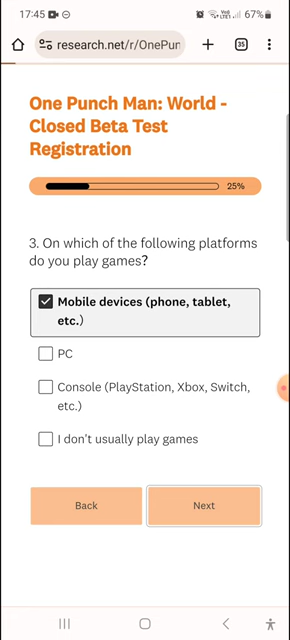 17:45 67%
research.net/r/OnePun 35
One Punch Man: World -
Closed Beta Test
Registration
25%
3. On which of the following platforms
do you play games?
Mobile devices (phone, tablet,
etc.)
PC
Console (PlayStation, Xbox, Switch,
etc.)
I don't usually play games
Back Next